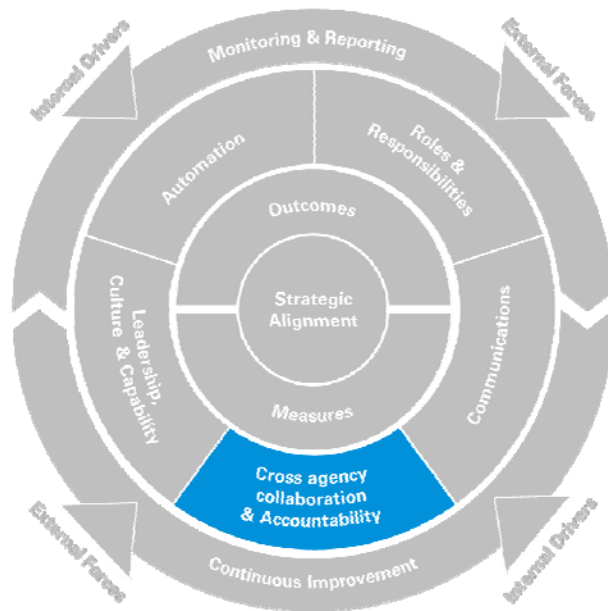 Internal Drivers
Monitoring & Reporting
External Forces
Automation
Roles &
Responsibilities
Outcomes
Strategic
Alignment
Leadership,
Culture & Capability
Communications
Measures
Cross agency
collaboration
& Accountability
External Forces
Continuous Improvement
Internal Drivers